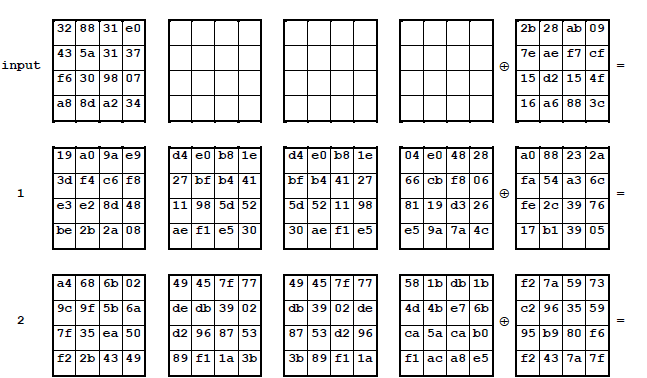 32 88 31 e0 2b 28 ab 09
43 5a 31 37 7e ae f7 cf
input ⊕ =
f6 30 98 07 15 d2 15 4f
a8 8d a2 34 16 a6 88 3c
19 a0 9a e9 d4 e0 b8 1e d4 e0 b8 1e 04 e0 48 28 a0 88 23 2a
3d f4 c6 f8 27 bf b4 41 bf b4 41 27 66 cb f8 06 fa 54 a3 6c
1 ⊕ =
e3 e2 8d 48 11 98 5d 52 5d 52 11 98 81 19 d3 26 fe 2c 39 76
be 2b 2a 08 ae f1 e5 30 30 ae f1 e5 e5 9a 7a 4c 17 b1 39 05
a4 68 6b 02 49 45 7f 77 49 45 7f 77 58 1b db 1b f2 7a 59 73
9c 9f 5b 6a de db 39 02 db 39 02 de 4d 4b e7 6b c2 96 35 59
2 ⊕ =
7f 35 ea 50 d2 96 87 53 87 53 d2 96 ca 5a ca b0 95 b9 80 f6
f2 2b 43 49 89 f1 1a 3b 3b 89 f1 1a f1 ac a8 e5 f2 43 7a 7f